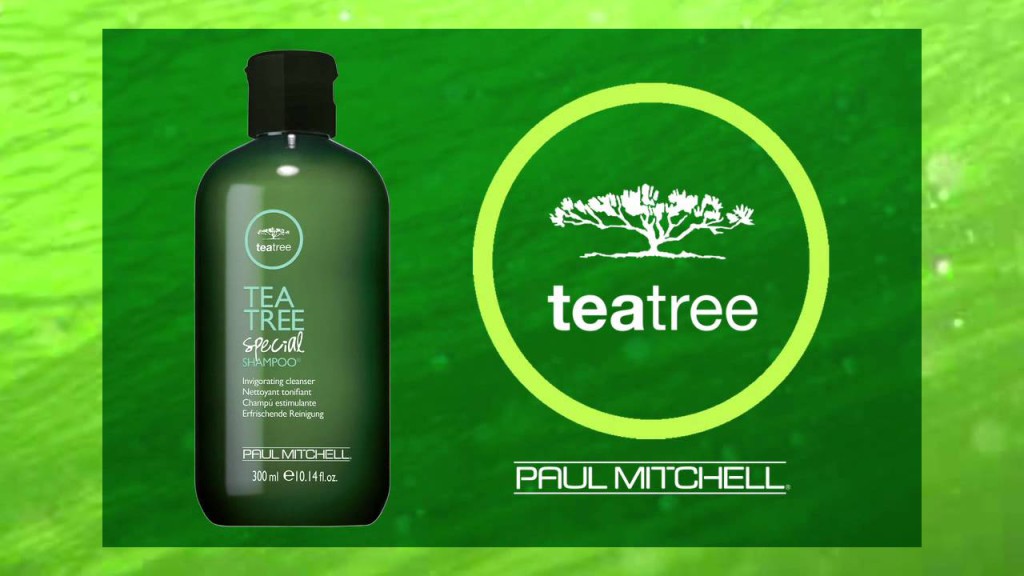 teatree
TEA
TREE
special
SHAMPOO®
Invigorating cleanser
Nettoyant tonifiant
Champú estimulante
Erfrischende Reinigung
PAUL MITCHELL
300 ml ℮10.14 fl. oz.
teatree
PAUL MITCHELL®